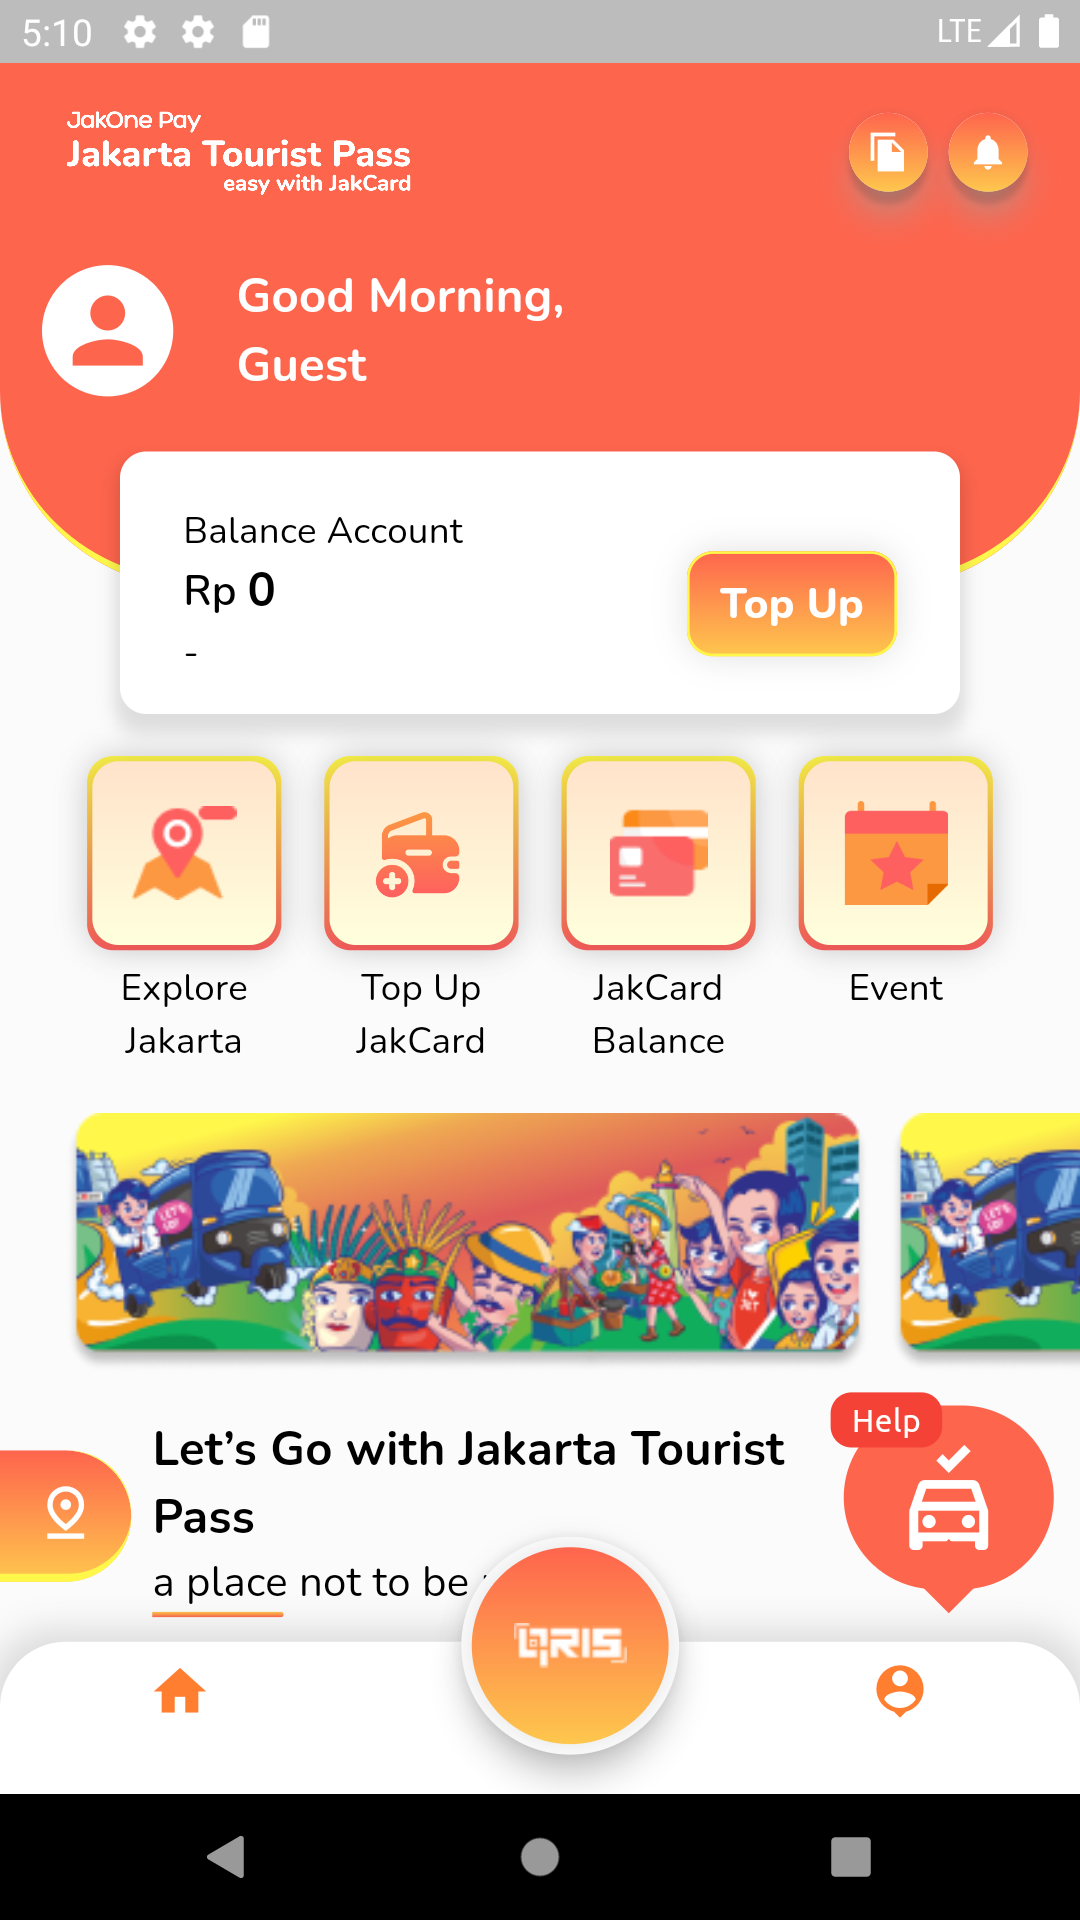 5:10
LTE
JakOne Pay
Jakarta Tourist Pass
easy with JakCard
Good Morning,
Guest
Balance Account
Rp 0
-
Top Up
Explore
Jakarta
Top Up
JakCard
JakCard
Balance
Event
LET'S
GO!
LET'S
GO!
Let’s Go with Jakarta Tourist
Pass
Help
a place not to be
QRIS